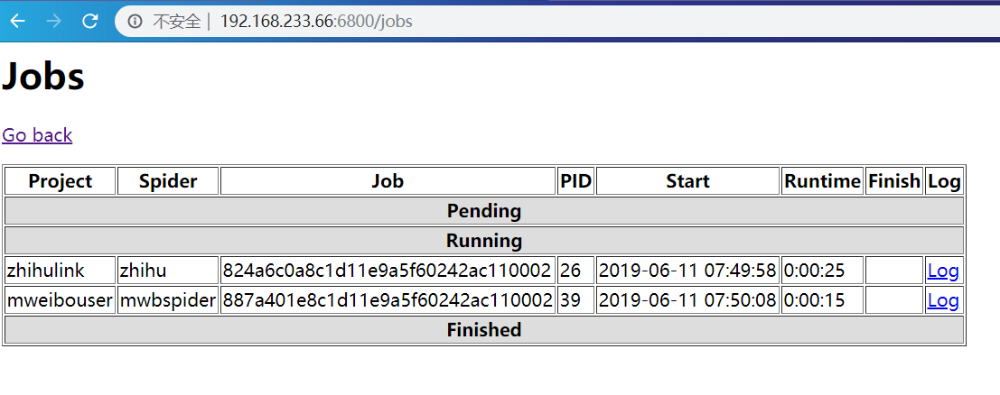 不安全 | 192.168.233.66:6800/jobs
Jobs
Go back
Project Spider Job PID Start Runtime Finish Log
Pending
Running
zhihulink zhihu 824a6c0a8c1d11e9a5f60242ac110002 26 2019-06-11 07:49:58 0:00:25 Log
mweibouser mwbspider 887a401e8c1d11e9a5f60242ac110002 39 2019-06-11 07:50:08 0:00:15 Log
Finished